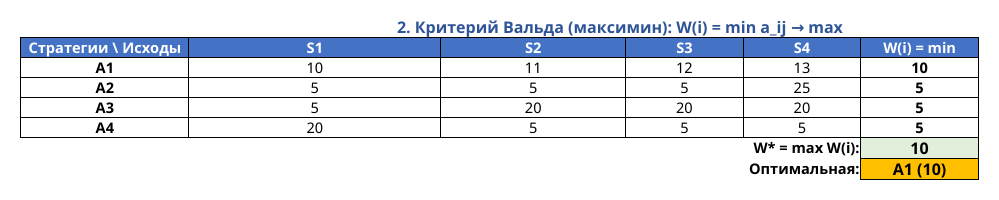 2. Критерий Вальда (максимин): W(i) = min a_ij → max
Стратегии \ Исходы S1 S2 S3 S4 W(i) = min
A1 10 11 12 13 10
A2 5 5 5 25 5
A3 5 20 20 20 5
A4 20 5 5 5 5
W* = max W(i): 10
Оптимальная: A1 (10)